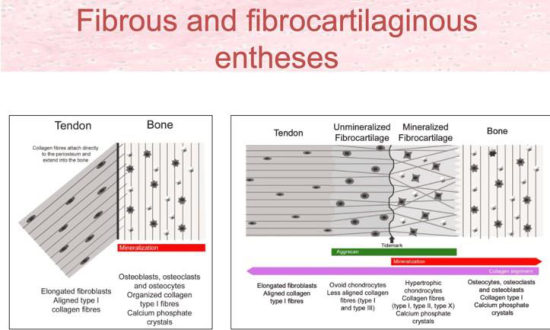 Fibrous and fibrocartilaginous
entheses
Tendon
Bone
Collagen fibres attach directly
to the periosteum and
extend into the bone
Mineralization
Elongated fibroblasts
Aligned type I
collagen fibres
Osteoblasts, osteoclasts
and osteocytes
Organized collagen
type I fibres
Calcium phosphate
crystals
Tendon
Unmineralized
Fibrocartilage
Mineralized
Fibrocartilage
Bone
Tidemark
Aggrecan
Mineralization
Collagen alignment
Elongated fibroblasts
Aligned collagen
type I fibres
Ovoid chondrocytes
Less aligned collagen
fibres (type I
and type III)
Hypertrophic
chondrocytes
Collagen fibres
(type I, type II, type X)
Calcium phosphate
crystals
Osteocytes, osteoclasts
and osteoblasts
Collagen type I
Calcium phosphate
crystals